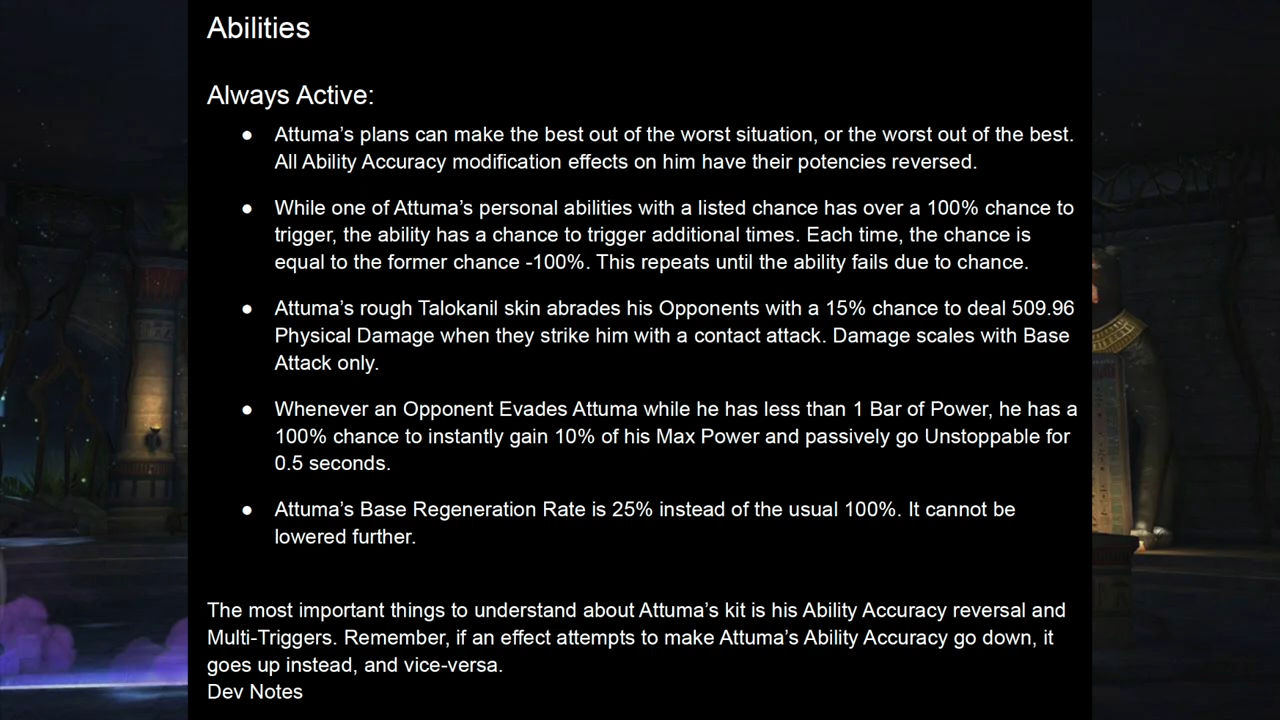 Abilities
Always Active:
● Attuma’s plans can make the best out of the worst situation, or the worst out of the best.
All Ability Accuracy modification effects on him have their potencies reversed.
● While one of Attuma’s personal abilities with a listed chance has over a 100% chance to
trigger, the ability has a chance to trigger additional times. Each time, the chance is
equal to the former chance -100%. This repeats until the ability fails due to chance.
● Attuma’s rough Talokanil skin abrades his Opponents with a 15% chance to deal 509.96
Physical Damage when they strike him with a contact attack. Damage scales with Base
Attack only.
● Whenever an Opponent Evades Attuma while he has less than 1 Bar of Power, he has a
100% chance to instantly gain 10% of his Max Power and passively go Unstoppable for
0.5 seconds.
● Attuma’s Base Regeneration Rate is 25% instead of the usual 100%. It cannot be
lowered further.
The most important things to understand about Attuma’s kit is his Ability Accuracy reversal and
Multi-Triggers. Remember, if an effect attempts to make Attuma’s Ability Accuracy go down, it
goes up instead, and vice-versa.
Dev Notes